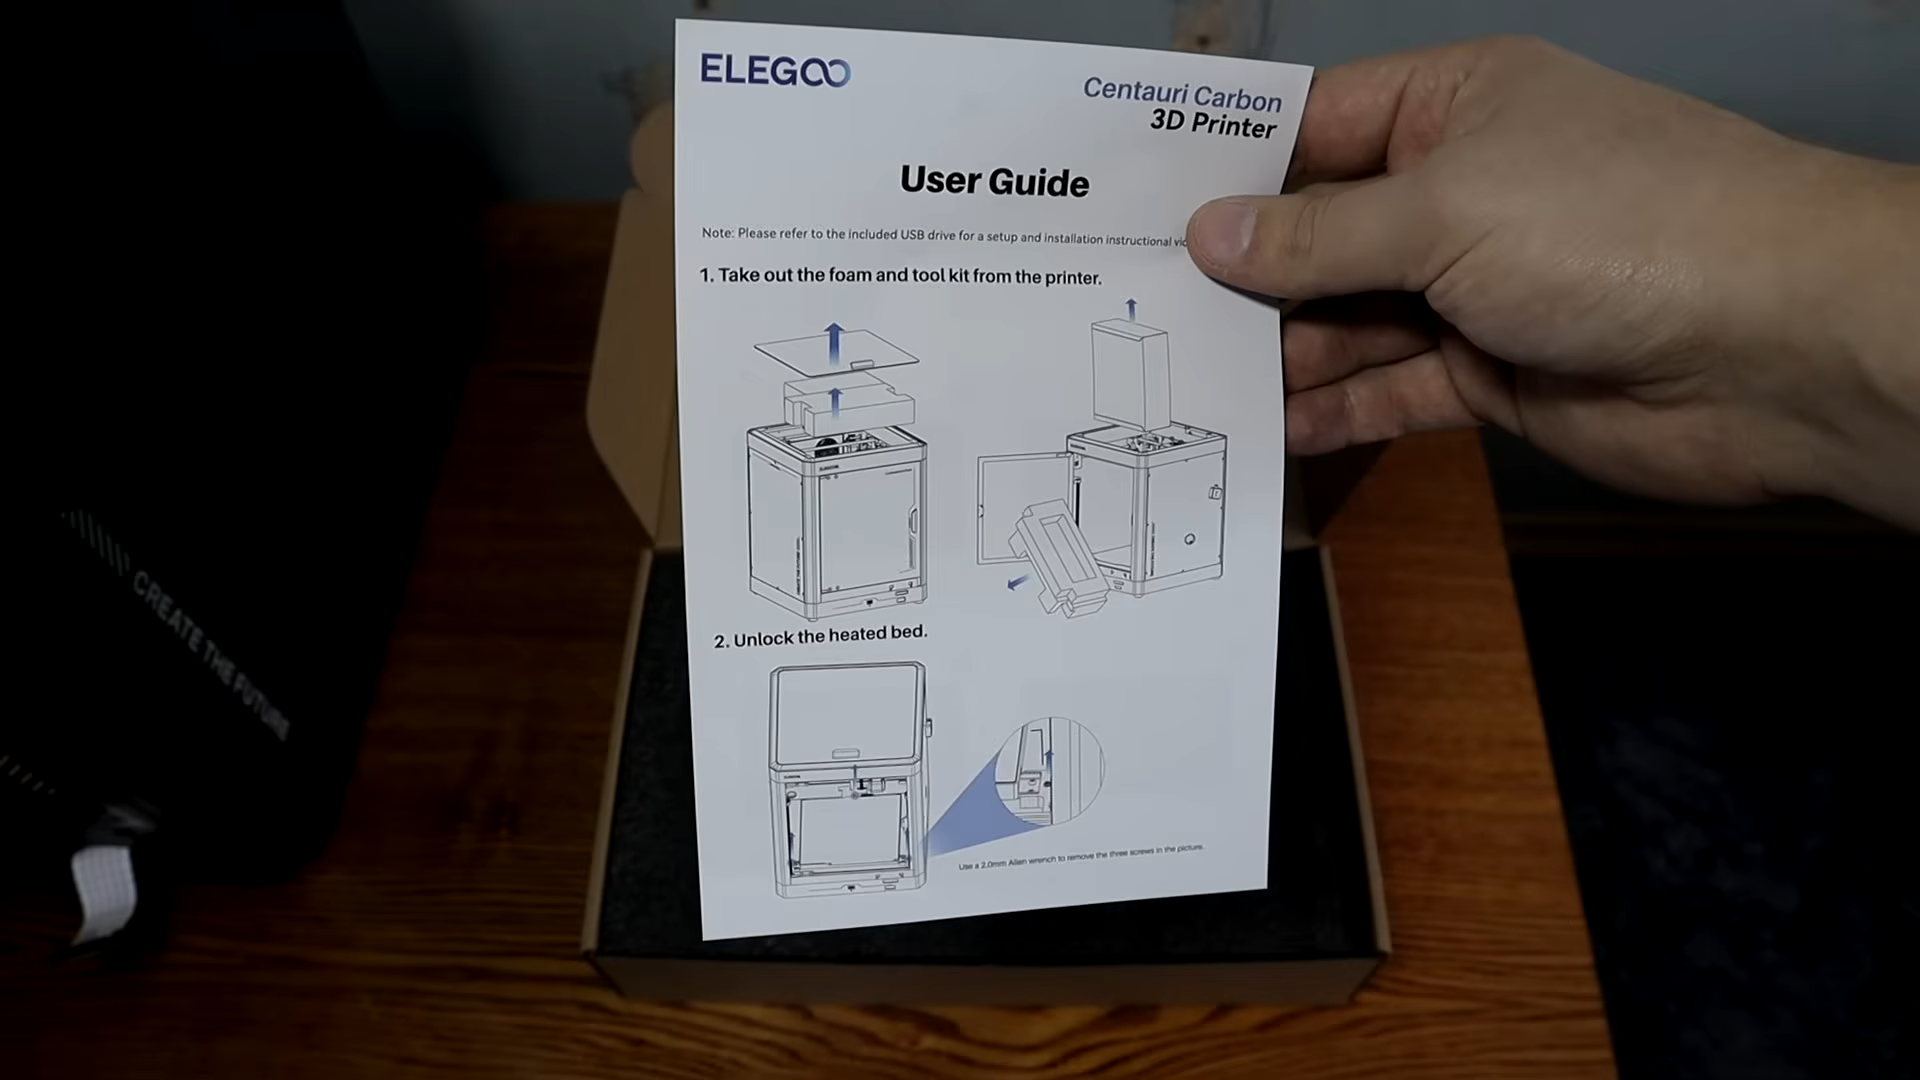 ELEGOO
Centauri Carbon
3D Printer
User Guide
Note: Please refer to the included USB drive for a setup and installation instructional
1. Take out the foam and tool kit from the printer.
2. Unlock the heated bed.
Use a 2.0mm Allen wrench to remove the three screws in the picture.
CREATE THE FUTURE